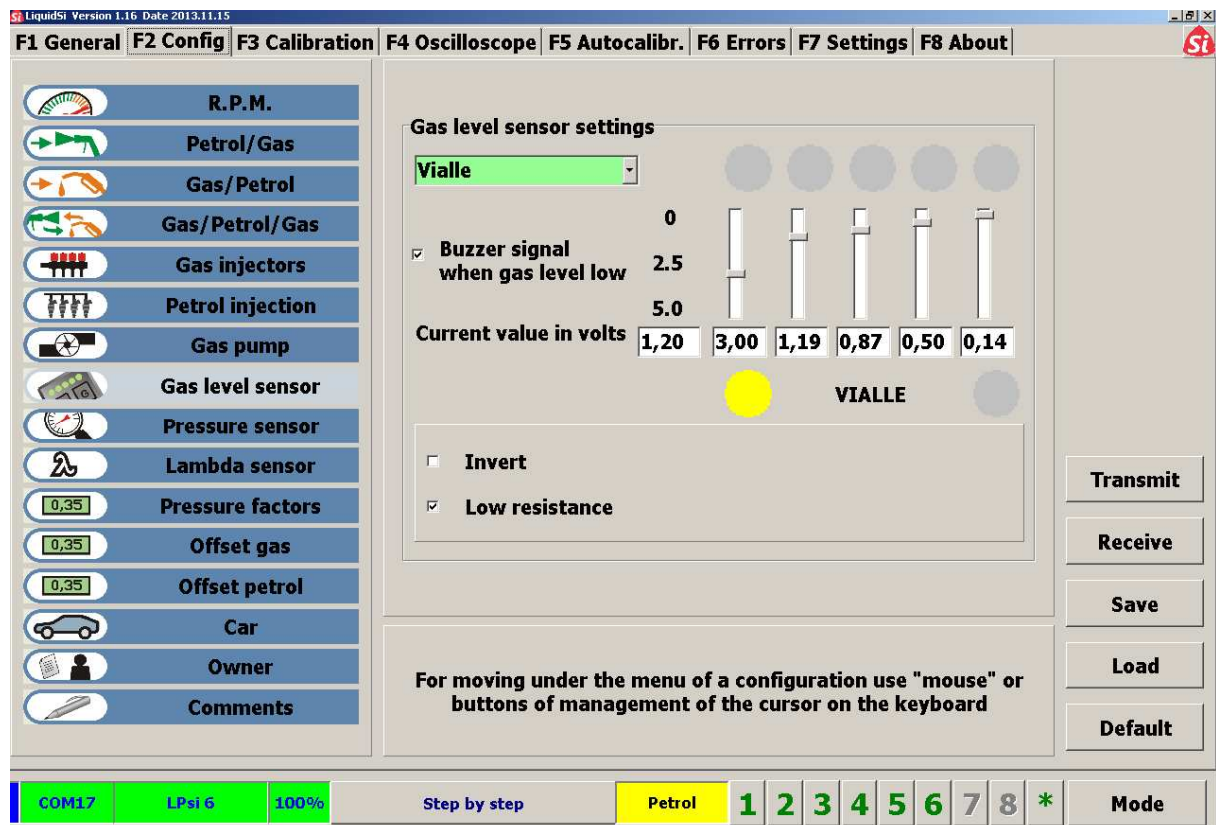 Si LiquidSi Version 1.16 Date 2013.11.15
F1 General F2 Config F3 Calibration F4 Oscilloscope F5 Autocalibr. F6 Errors F7 Settings F8 About Si
R.P.M.
Petrol/Gas
Gas/Petrol
Gas/Petrol/Gas
Gas injectors
Petrol injection
Gas pump
Gas level sensor
Pressure sensor
Lambda sensor
0,35 Pressure factors
0,35 Offset gas
0,35 Offset petrol
Car
Owner
Comments
Gas level sensor settings
Vialle
Buzzer signal
when gas level low
0
2.5
5.0
Current value in volts 1,20 3,00 1,19 0,87 0,50 0,14
VIALLE
Invert
Low resistance
For moving under the menu of a configuration use "mouse" or
buttons of management of the cursor on the keyboard
Transmit
Receive
Save
Load
Default
COM17 LPsi 6 100% Step by step Petrol 1 2 3 4 5 6 7 8 * Mode